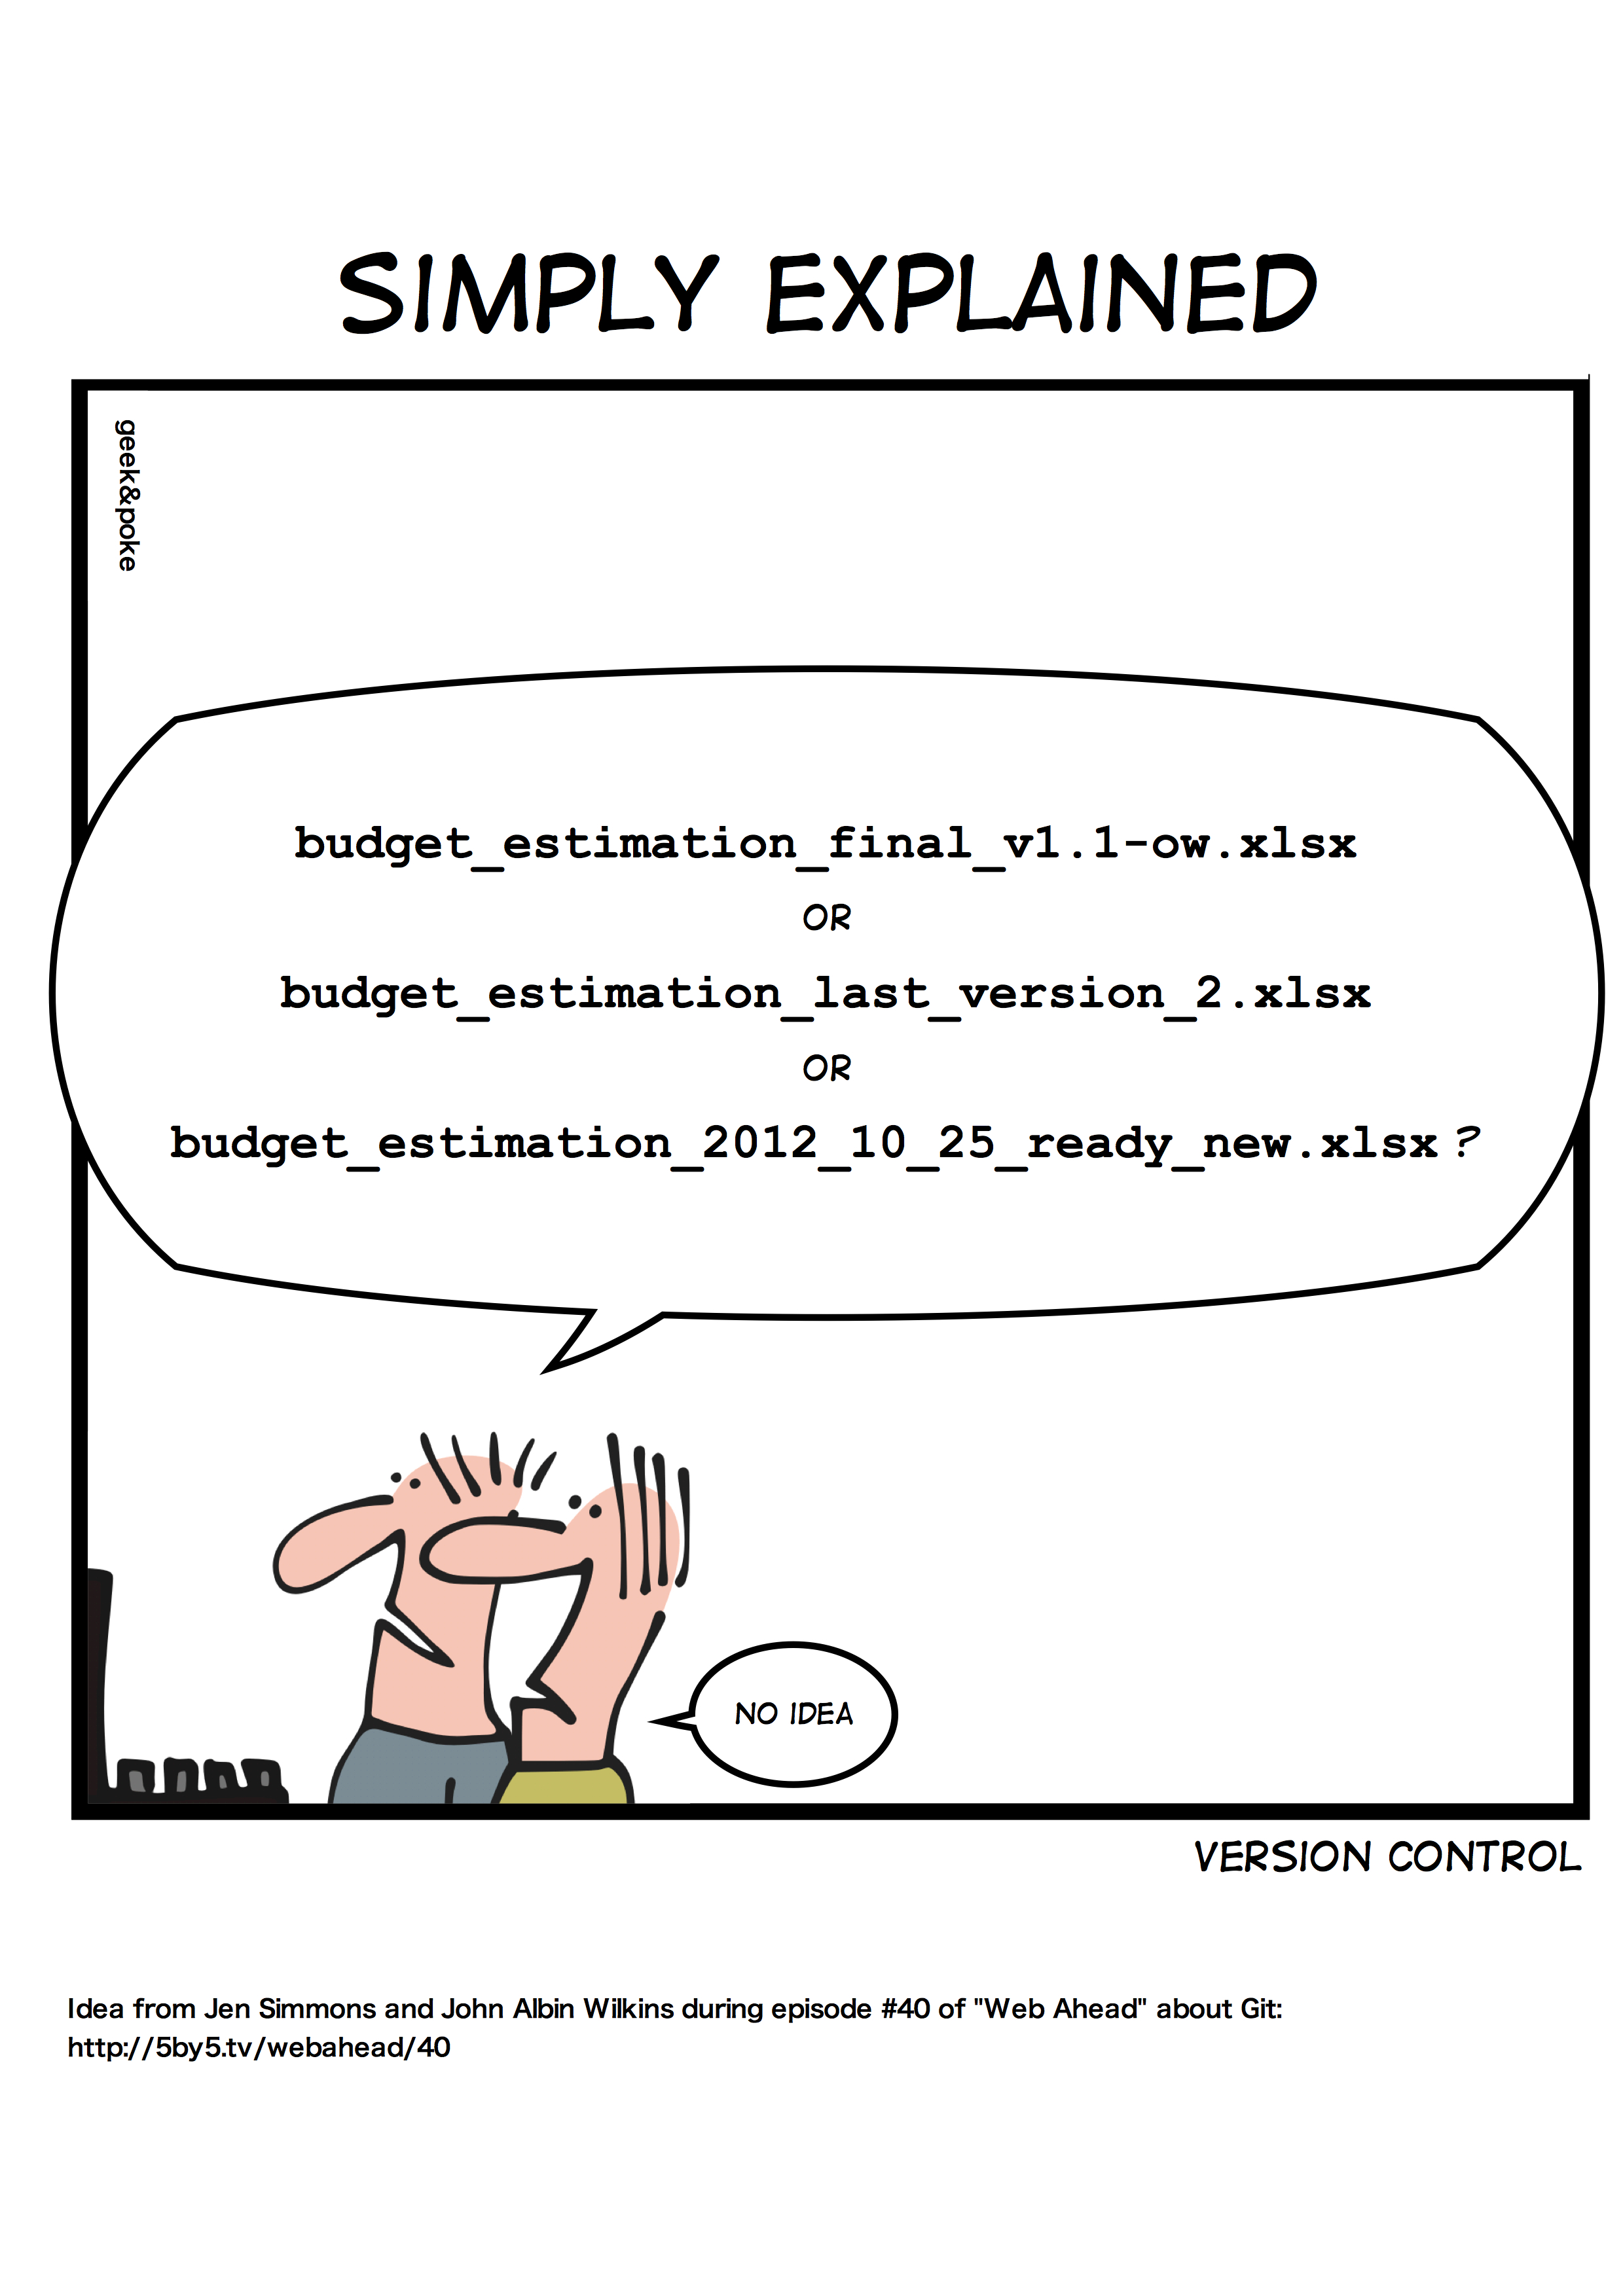 SIMPLY EXPLAINED
geek&poke
budget_estimation_final_v1.1-ow.xlsx
OR
budget_estimation_last_version_2.xlsx
OR
budget_estimation_2012_10_25_ready_new.xlsx ?
NO IDEA
VERSION CONTROL
Idea from Jen Simmons and John Albin Wilkins during episode #40 of "Web Ahead" about Git:
http://5by5.tv/webahead/40